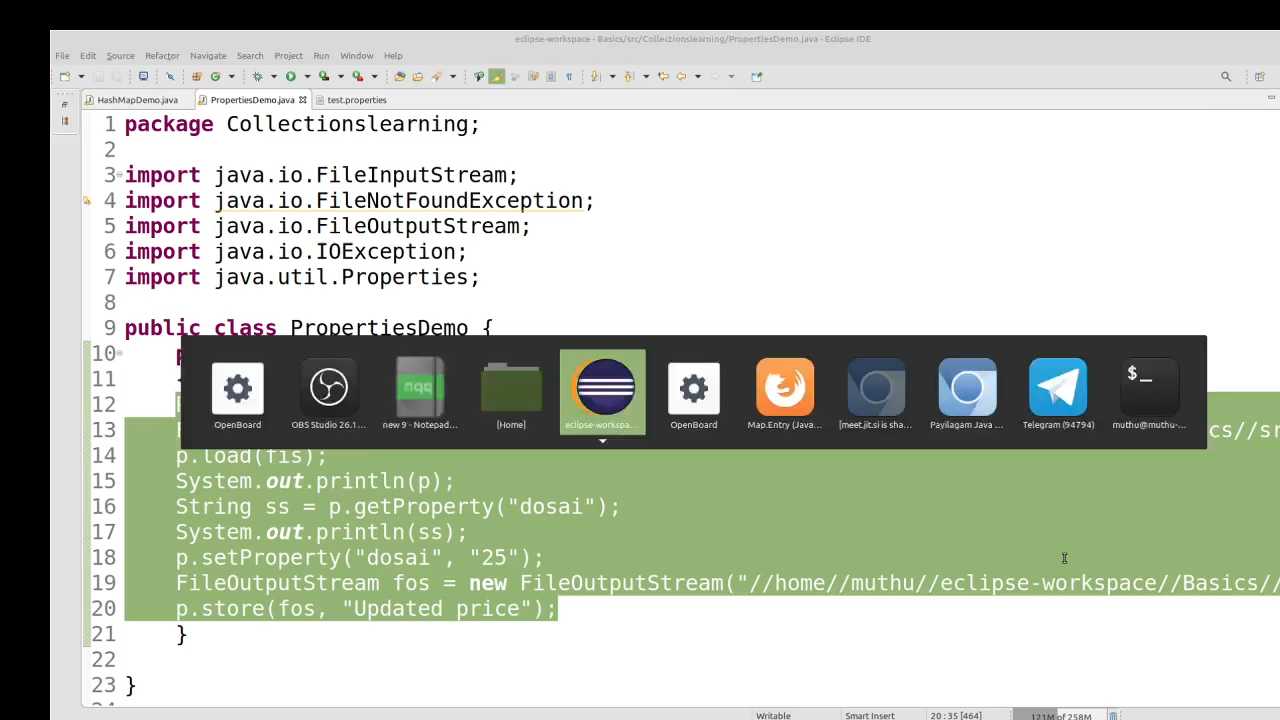 eclipse-workspace - Basics/src/Collectionslearning/PropertiesDemo.java - Eclipse IDE
File Edit Source Refactor Navigate Search Project Run Window Help
HashMapDemo.java PropertiesDemo.java test.properties
1 package Collectionslearning;
2
3 import java.io.FileInputStream;
4 import java.io.FileNotFoundException;
5 import java.io.FileOutputStream;
6 import java.io.IOException;
7 import java.util.Properties;
8
9 public class PropertiesDemo {
10
11
12
13 cs//sr
OpenBoard OBS Studio 26.1... new 9 - Notepad... [Home] eclipse-workspa... OpenBoard Map.Entry (Java... [meet.jit.si is sha... Payilagam Java ... Telegram (94794) muthu@muthu-...
14 p.load(fis);
15 System.out.println(p);
16 String ss = p.getProperty("dosai");
17 System.out.println(ss);
18 p.setProperty("dosai", "25");
19 FileOutputStream fos = new FileOutputStream("//home//muthu//eclipse-workspace//Basics//
20 p.store(fos, "Updated price");
21 }
22
23 }
Writable Smart Insert 20 : 35 [464] 121M of 258M